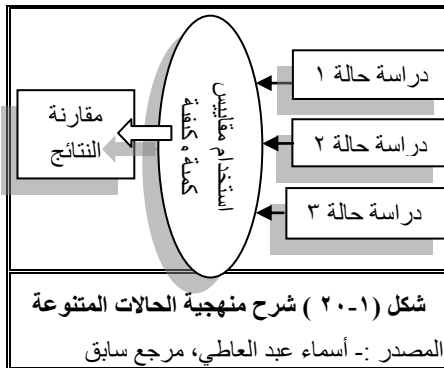 دراسة حالة ١
دراسة حالة ٢
دراسة حالة ٣
استخدام مقاييس
كمية وكيفية
مقارنة
النتائج
شكل (١-٢٠ ) شرح منهجية الحالات المتنوعة
المصدر :- أسماء عبد العاطي، مرجع سابق